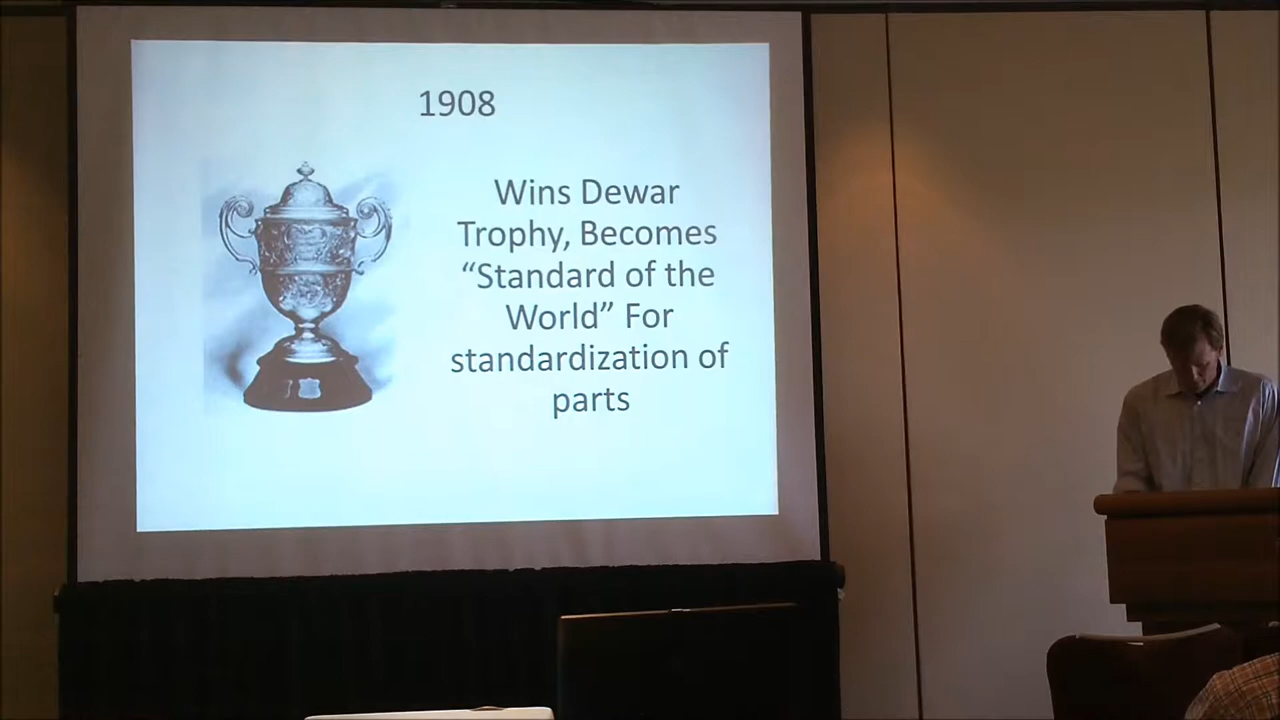 1908
Wins Dewar
Trophy, Becomes
“Standard of the
World” For
standardization of
parts